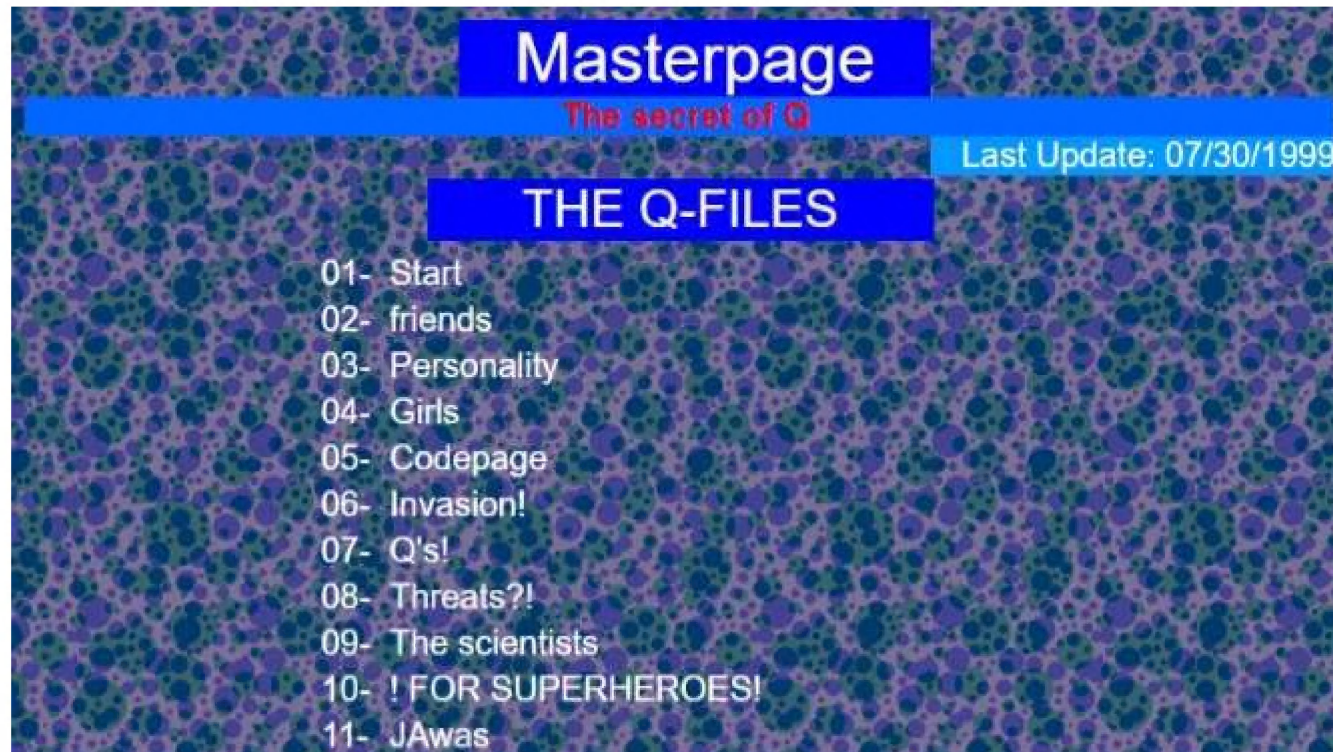 Masterpage
The secret of Q
Last Update: 07/30/1999
THE Q-FILES
01- Start
02- friends
03- Personality
04- Girls
05- Codepage
06- Invasion!
07- Q's!
08- Threats?!
09- The scientists
10- ! FOR SUPERHEROES!
11- JAwas